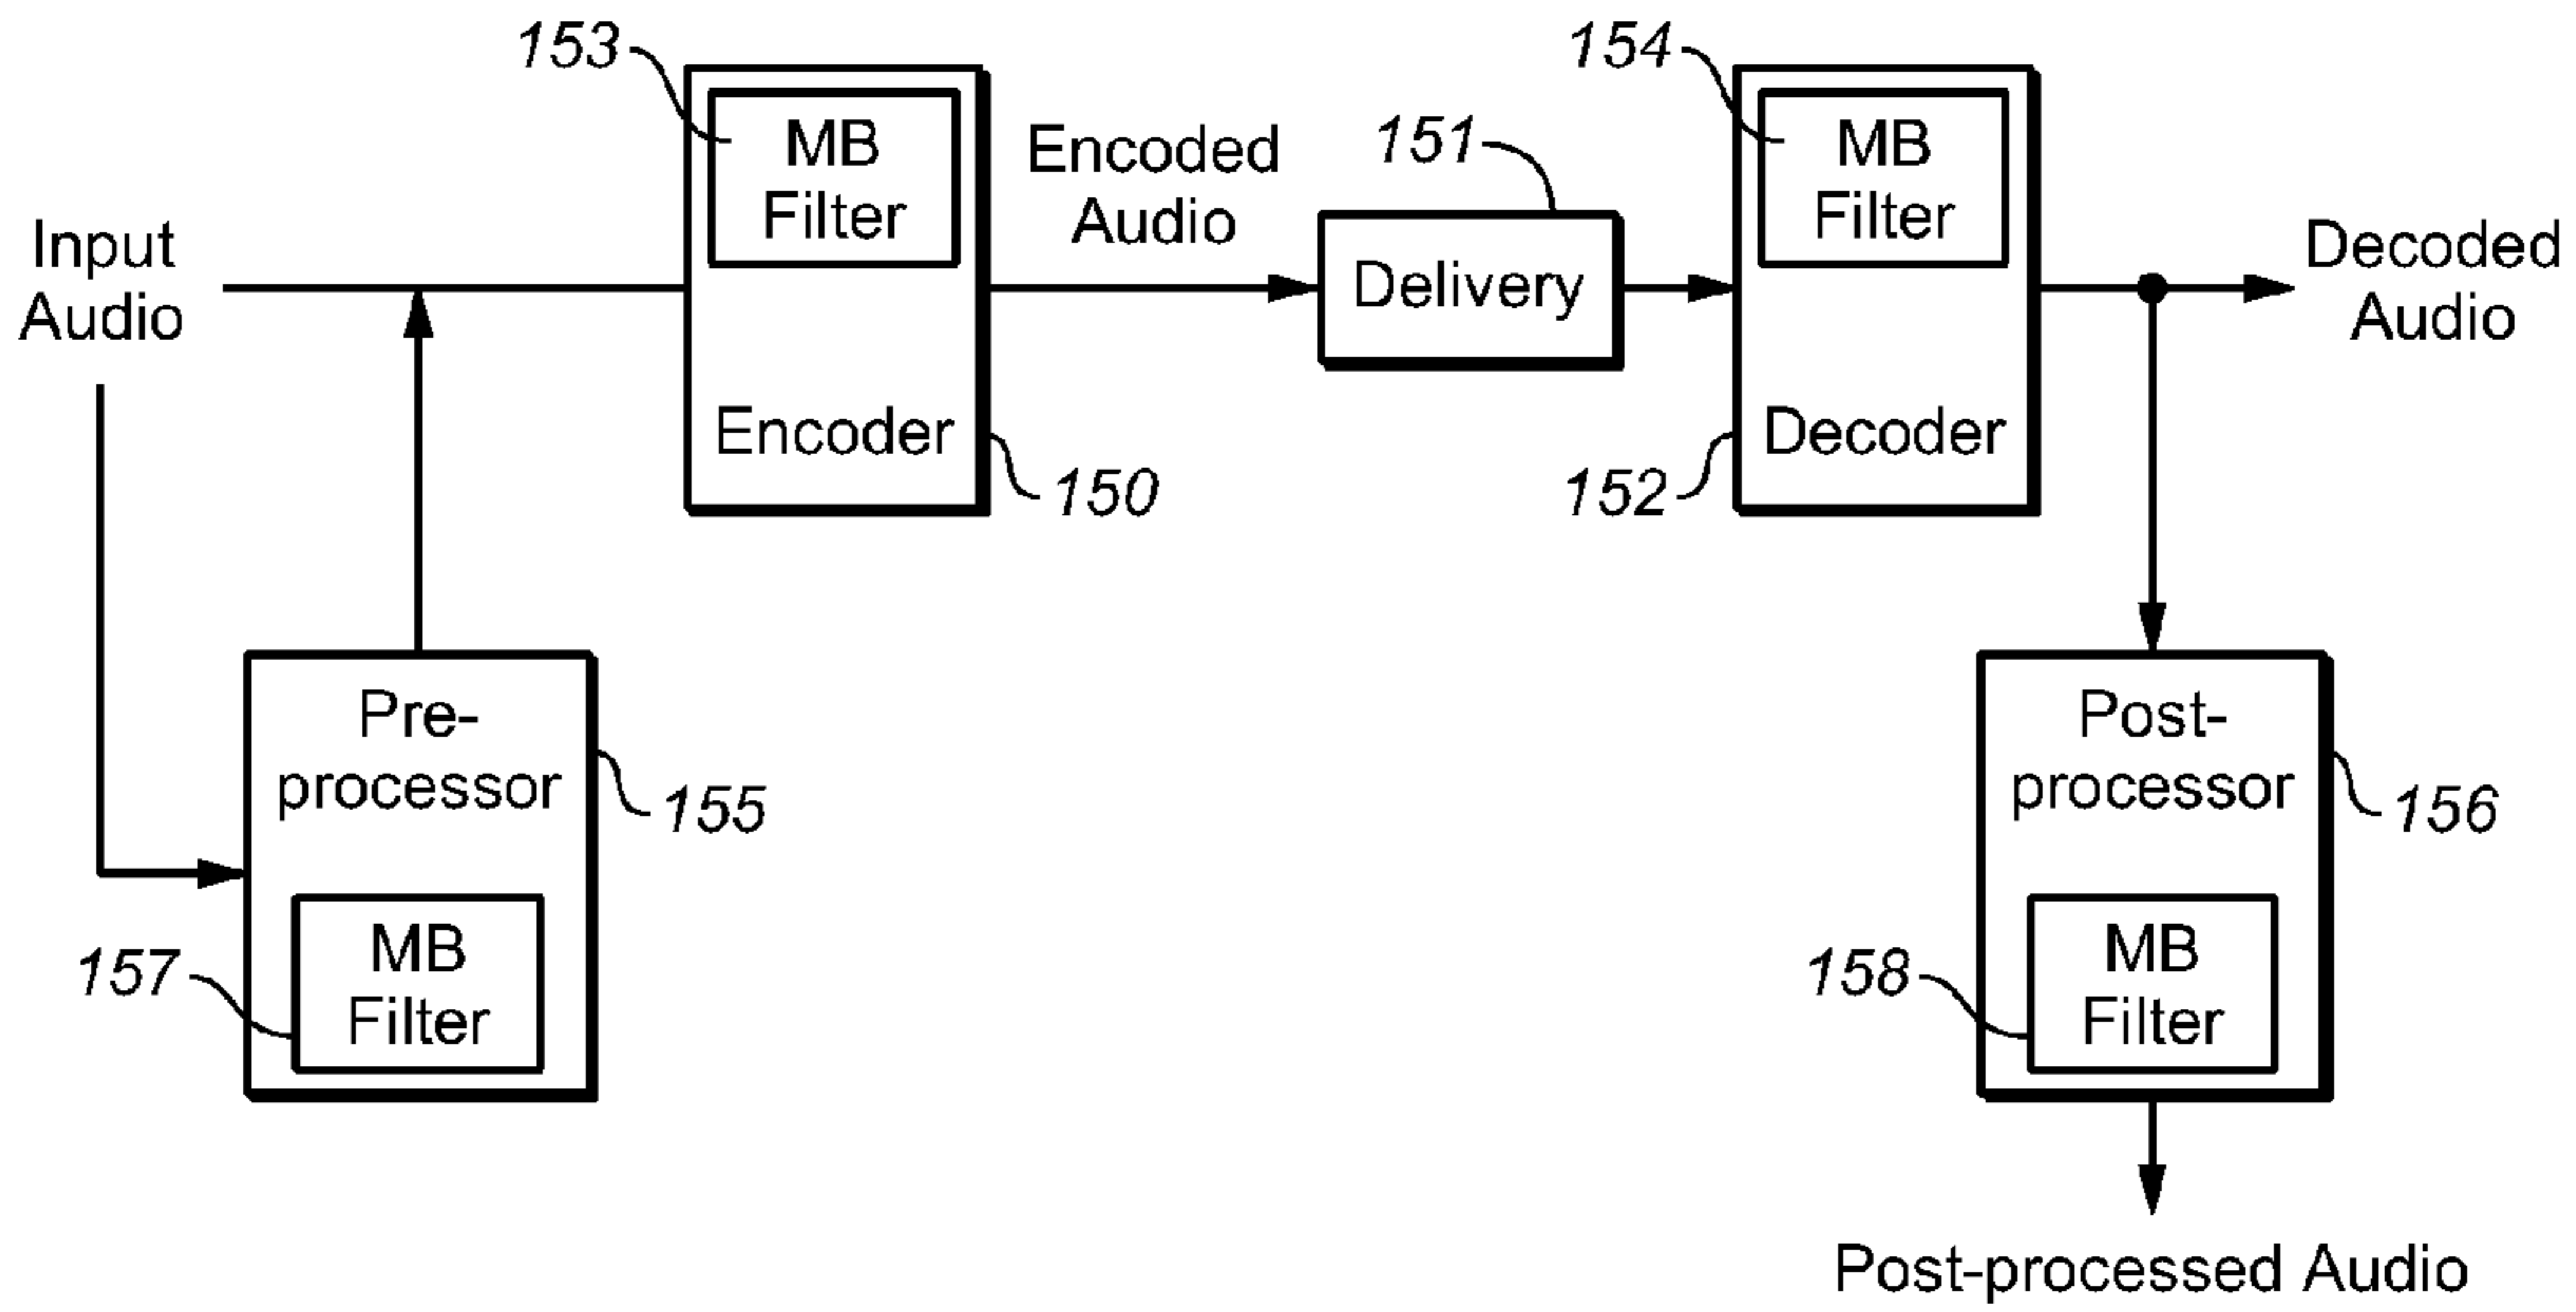 153
MB
Filter
Encoder
150
Encoded
Audio
151
Delivery
154
MB
Filter
Decoder
152
Input
Audio
Decoded
Audio
Pre-
processor
155
MB
Filter
157
Post-
processor
156
MB
Filter
158
Post-processed Audio